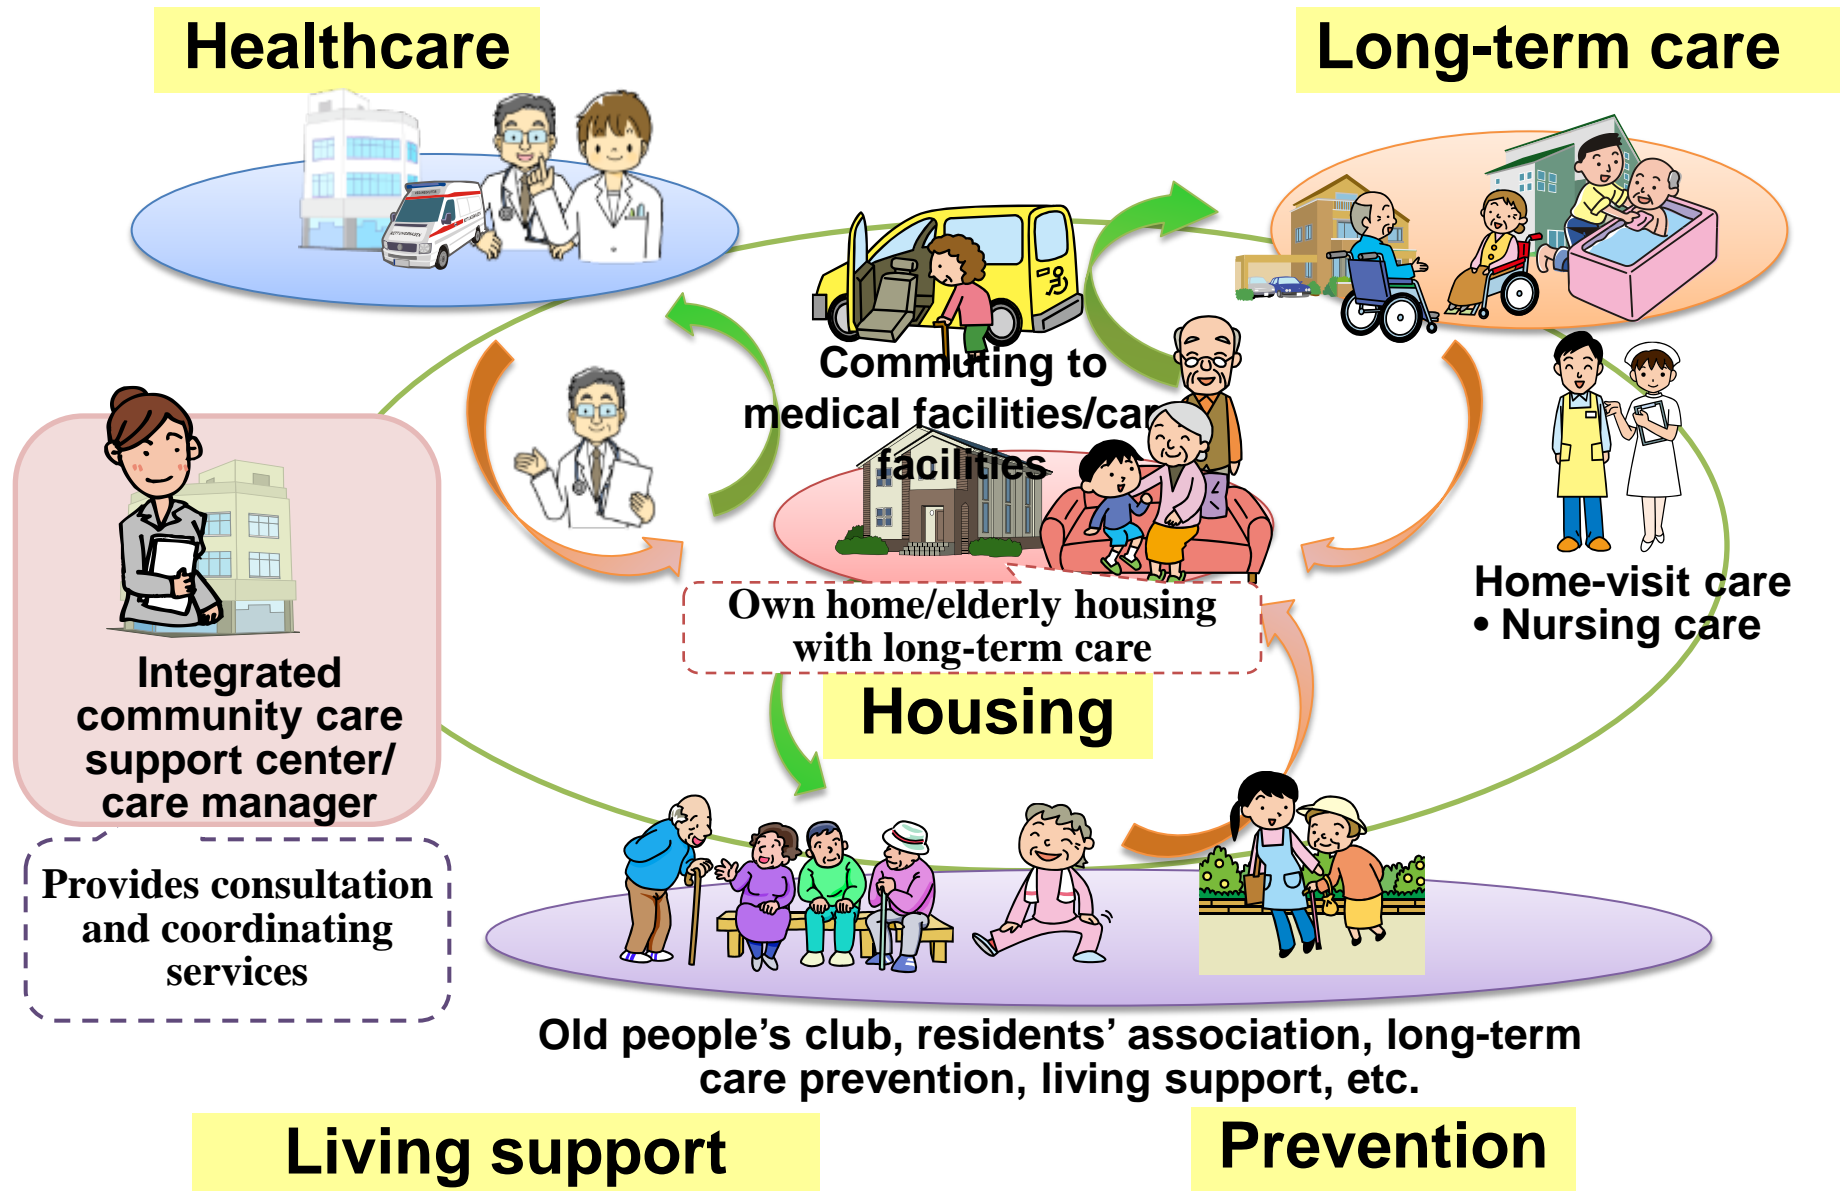 Healthcare
Long-term care
Commuting to
medical facilities/car
facilities
Home-visit care
• Nursing care
Own home/elderly housing
with long-term care
Housing
Integrated
community care
support center/
care manager
Provides consultation
and coordinating
services
Old people’s club, residents’ association, long-term
care prevention, living support, etc.
Living support
Prevention